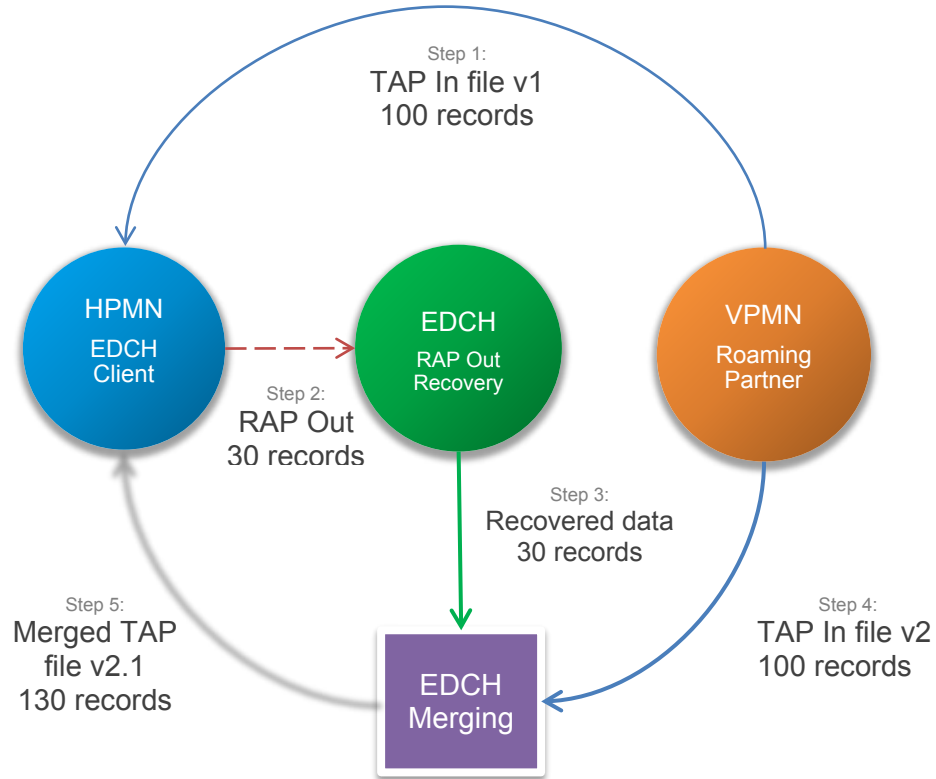 Step 1:
TAP In file v1
100 records
HPMN
EDCH
Client
EDCH
RAP Out
Recovery
VPMN
Roaming
Partner
Step 2:
RAP Out
30 records
Step 3:
Recovered data
30 records
Step 4:
TAP In file v2
100 records
Step 5:
Merged TAP
file v2.1
130 records
EDCH
Merging